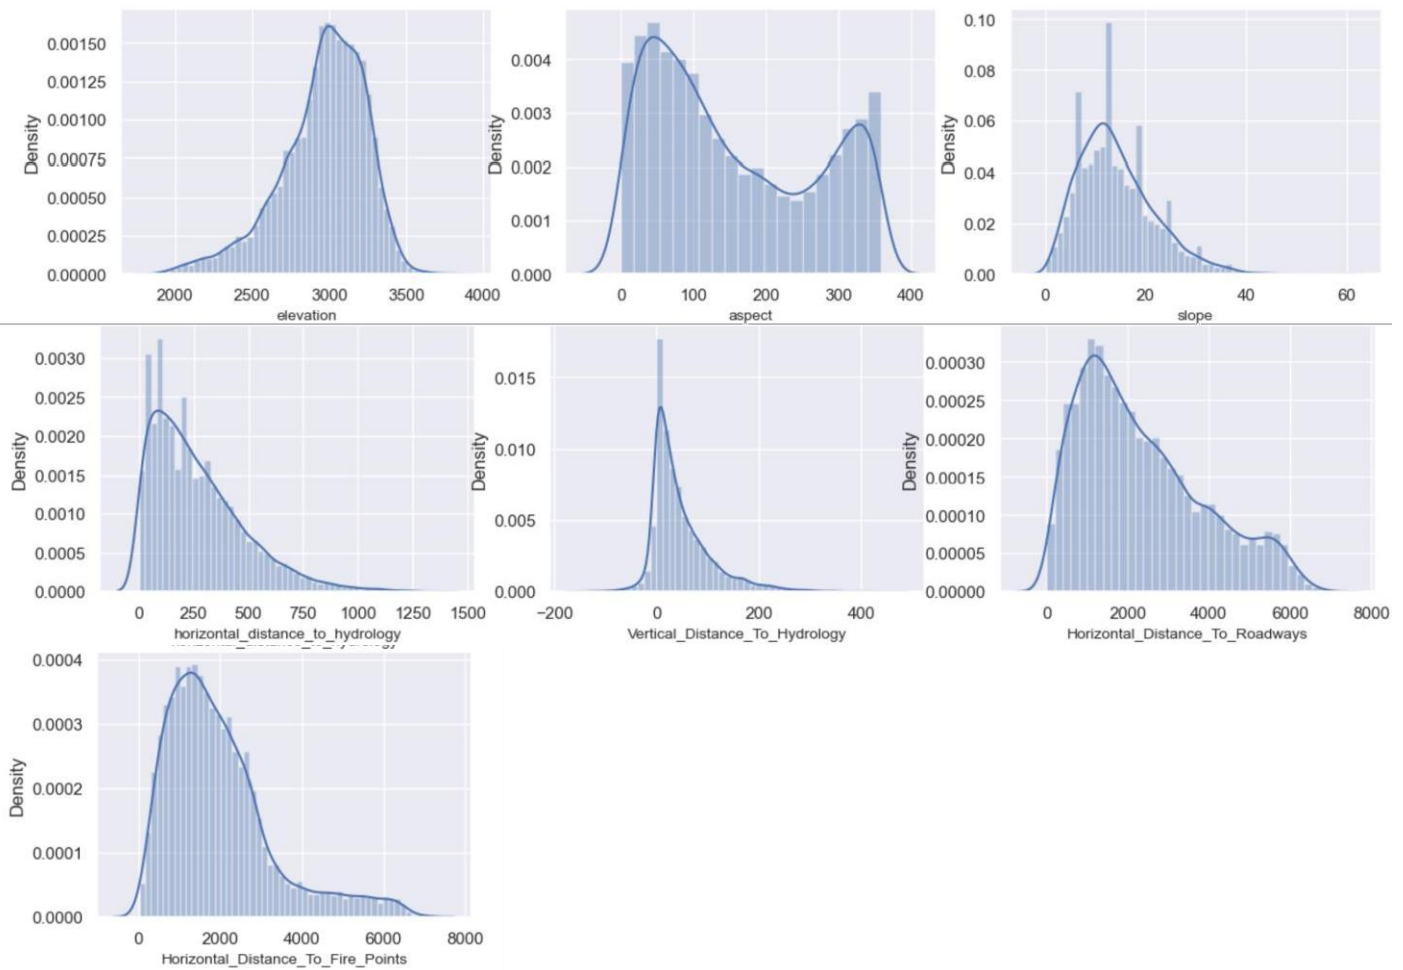 Density
0.00150
0.00125
0.00100
0.00075
0.00050
0.00025
0.00000
2000 2500 3000 3500 4000
elevation
Density
0.004
0.003
0.002
0.001
0.000
0 100 200 300 400
aspect
Density
0.10
0.08
0.06
0.04
0.02
0.00
0 20 40 60
slope
Density
0.0030
0.0025
0.0020
0.0015
0.0010
0.0005
0.0000
0 250 500 750 1000 1250 1500
horizontal_distance_to_hydrology
Density
0.015
0.010
0.005
0.000
−200 0 200 400
Vertical_Distance_To_Hydrology
Density
0.00030
0.00025
0.00020
0.00015
0.00010
0.00005
0.00000
0 2000 4000 6000 8000
Horizontal_Distance_To_Roadways
Density
0.0004
0.0003
0.0002
0.0001
0.0000
0 2000 4000 6000 8000
Horizontal_Distance_To_Fire_Points